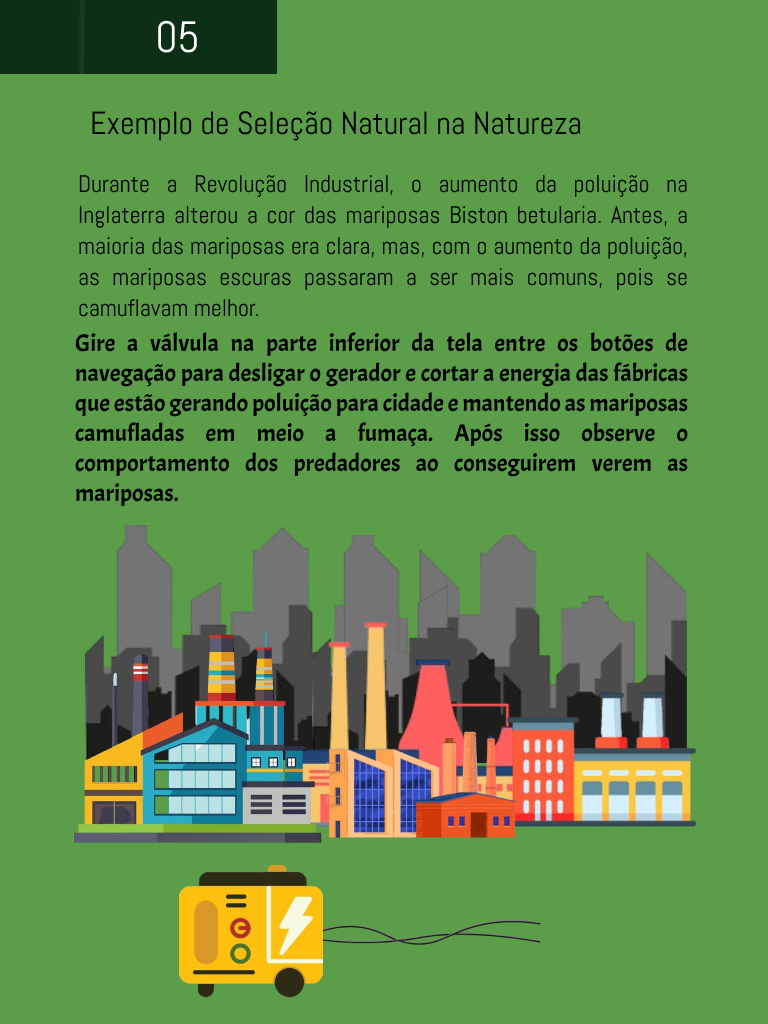 05
Exemplo de Seleção Natural na Natureza
Durante a Revolução Industrial, o aumento da poluição na
Inglaterra alterou a cor das mariposas Biston betularia. Antes, a
maioria das mariposas era clara, mas, com o aumento da poluição,
as mariposas escuras passaram a ser mais comuns, pois se
camuflavam melhor.
Gire a válvula na parte inferior da tela entre os botões de
navegação para desligar o gerador e cortar a energia das fábricas
que estão gerando poluição para cidade e mantendo as mariposas
camufladas em meio a fumaça. Após isso observe o
comportamento dos predadores ao conseguirem verem as
mariposas.